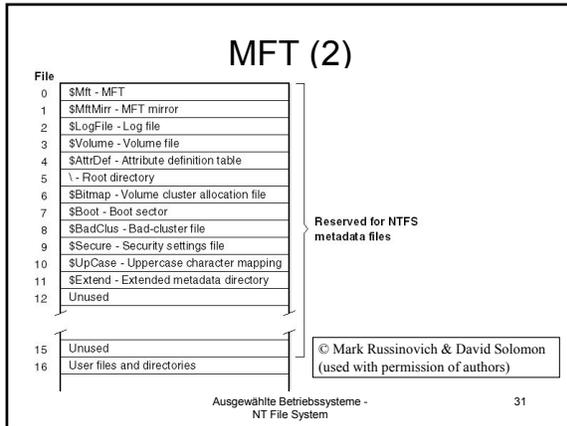 MFT (2)
File
0 $Mft - MFT
1 $MftMirr - MFT mirror
2 $LogFile - Log file
3 $Volume - Volume file
4 $AttrDef - Attribute definition table
5 \ - Root directory
6 $Bitmap - Volume cluster allocation file
7 $Boot - Boot sector
8 $BadClus - Bad-cluster file
9 $Secure - Security settings file
10 $UpCase - Uppercase character mapping
11 $Extend - Extended metadata directory
12 Unused
Reserved for NTFS
metadata files
15 Unused
16 User files and directories
© Mark Russinovich & David Solomon
(used with permission of authors)
Ausgewählte Betriebssysteme -
NT File System
31